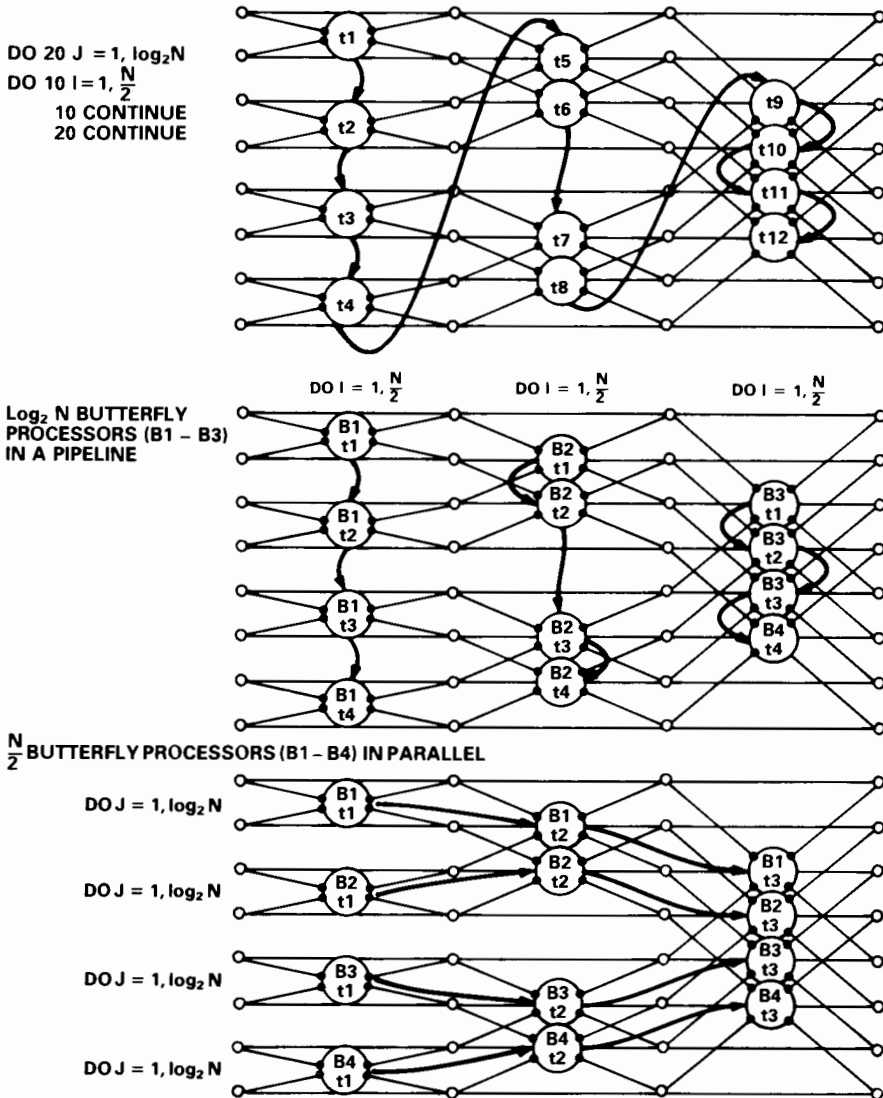 DO 20 J = 1, log₂N
DO 10 I = 1, N/2
10 CONTINUE
20 CONTINUE
t1
t2
t3
t4
t5
t6
t7
t8
t9
t10
t11
t12
Log₂ N BUTTERFLY
PROCESSORS (B1 – B3)
IN A PIPELINE
DO I = 1, N/2
DO I = 1, N/2
DO I = 1, N/2
B1
t1
B1
t2
B1
t3
B1
t4
B2
t1
B2
t2
B2
t3
B2
t4
B3
t1
B3
t2
B3
t3
B4
t4
N/2 BUTTERFLY PROCESSORS (B1 – B4) IN PARALLEL
DO J = 1, log₂ N
DO J = 1, log₂ N
DO J = 1, log₂ N
DO J = 1, log₂ N
B1
t1
B2
t1
B3
t1
B4
t1
B1
t2
B2
t2
B3
t2
B4
t2
B1
t3
B2
t3
B3
t3
B4
t3